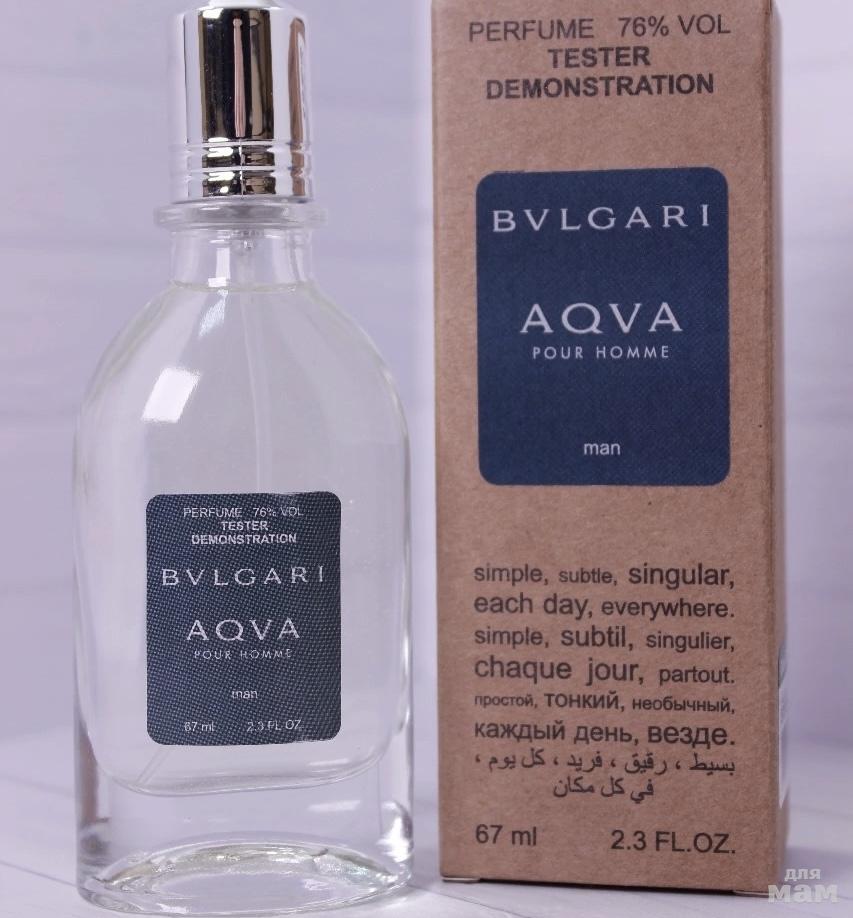 PERFUME 76% VOL
TESTER
DEMONSTRATION
BVLGARI
AQVA
POUR HOMME
man
67 ml 2.3 FL.OZ.
PERFUME 76% VOL
TESTER
DEMONSTRATION
BVLGARI
AQVA
POUR HOMME
man
simple, subtle, singular,
each day, everywhere.
simple, subtil, singulier,
chaque jour, partout.
простой, тонкий, необычный,
каждый день, везде.
بسيط ، رقيق ، فريد ، كل يوم ،
في كل مكان
67 ml 2.3 FL.OZ.
для
мам